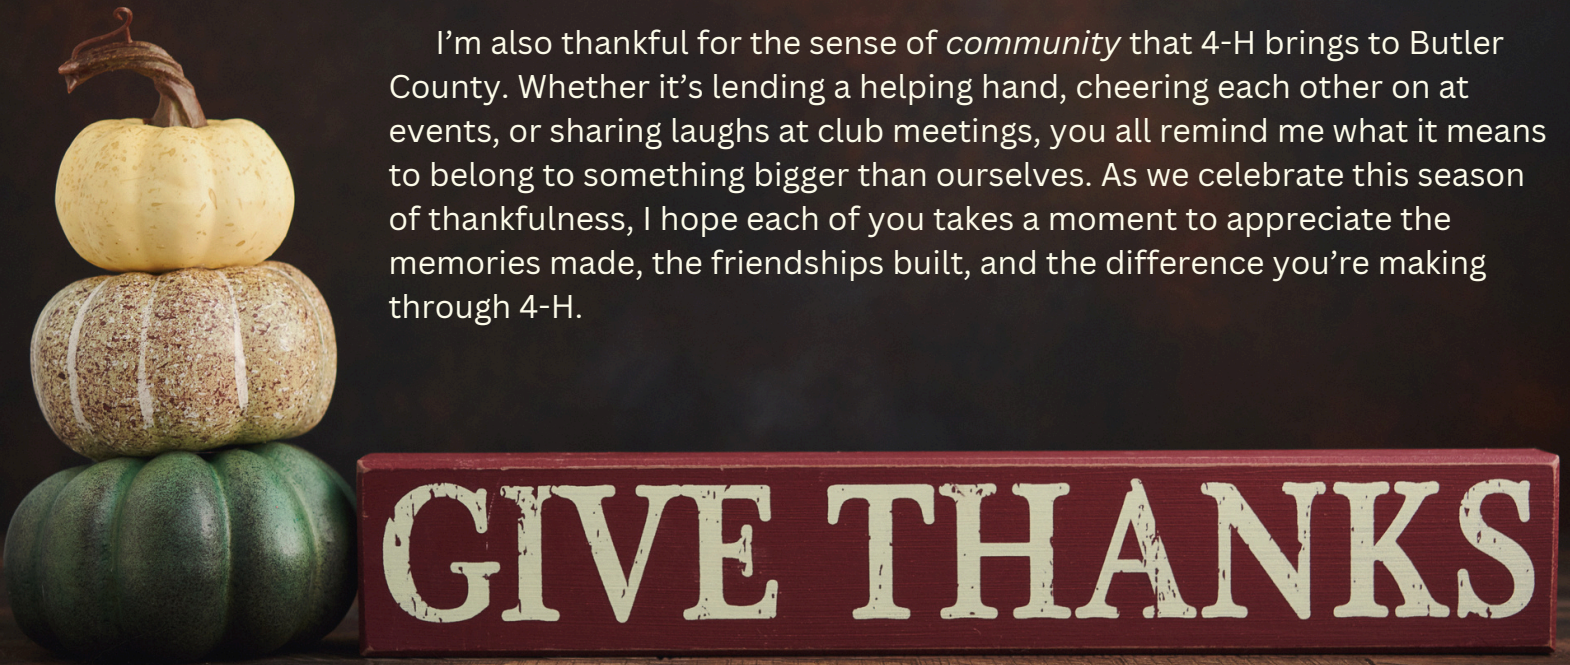 I’m also thankful for the sense of community that 4-H brings to Butler
County. Whether it’s lending a helping hand, cheering each other on at
events, or sharing laughs at club meetings, you all remind me what it means
to belong to something bigger than ourselves. As we celebrate this season
of thankfulness, I hope each of you takes a moment to appreciate the
memories made, the friendships built, and the difference you’re making
through 4-H.
GIVE THANKS